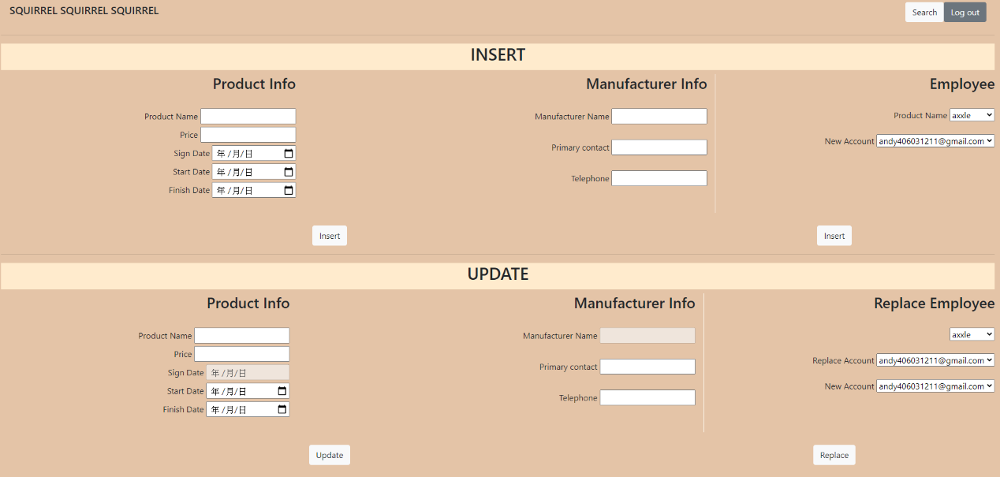 SQUIRREL SQUIRREL SQUIRREL
Search
Log out
INSERT
Product Info
Product Name
Price
Sign Date 年 /月/日
Start Date 年 /月/日
Finish Date 年 /月/日
Manufacturer Info
Manufacturer Name
Primary contact
Telephone
Insert
Employee
Product Name axxle
New Account andy406031211@gmail.com
Insert
UPDATE
Product Info
Product Name
Price
Sign Date 年 /月/日
Start Date 年 /月/日
Finish Date 年 /月/日
Manufacturer Info
Manufacturer Name
Primary contact
Telephone
Update
Replace Employee
axxle
Replace Account andy406031211@gmail.com
New Account andy406031211@gmail.com
Replace